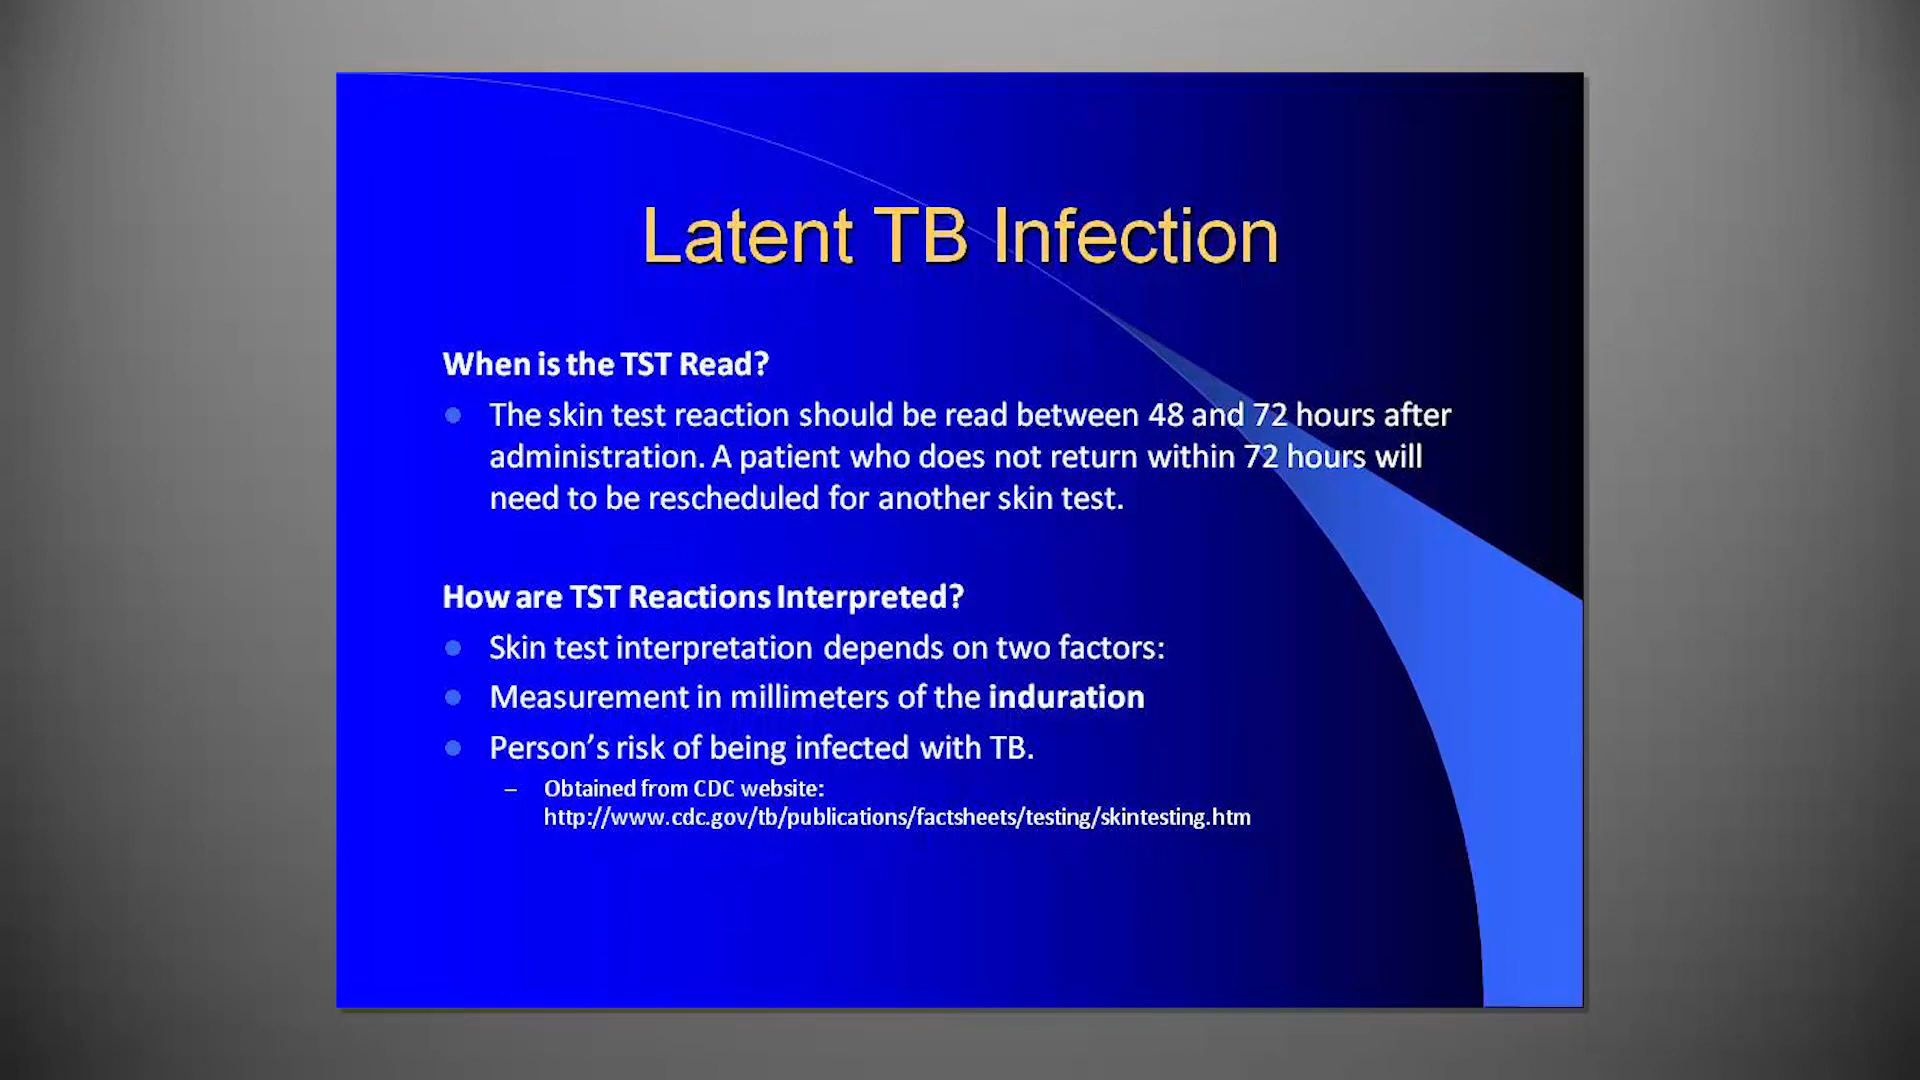 Latent TB Infection
When is the TST Read?
The skin test reaction should be read between 48 and 72 hours after
administration. A patient who does not return within 72 hours will
need to be rescheduled for another skin test.
How are TST Reactions Interpreted?
Skin test interpretation depends on two factors:
Measurement in millimeters of the induration
Person’s risk of being infected with TB.
– Obtained from CDC website:
http://www.cdc.gov/tb/publications/factsheets/testing/skintesting.htm